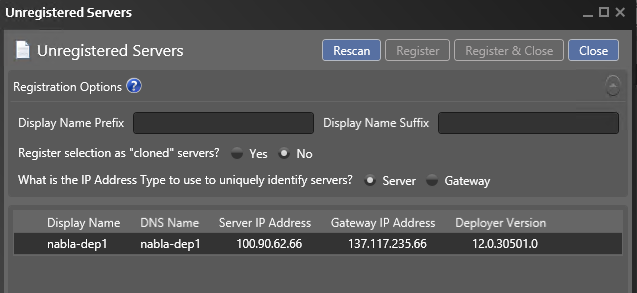 Unregistered Servers
Unregistered Servers Rescan Register Register & Close Close
Registration Options ?
Display Name Prefix Display Name Suffix
Register selection as "cloned" servers? Yes No
What is the IP Address Type to use to uniquely identify servers? Server Gateway
Display Name DNS Name Server IP Address Gateway IP Address Deployer Version
nabla-dep1 nabla-dep1 100.90.62.66 137.117.235.66 12.0.30501.0